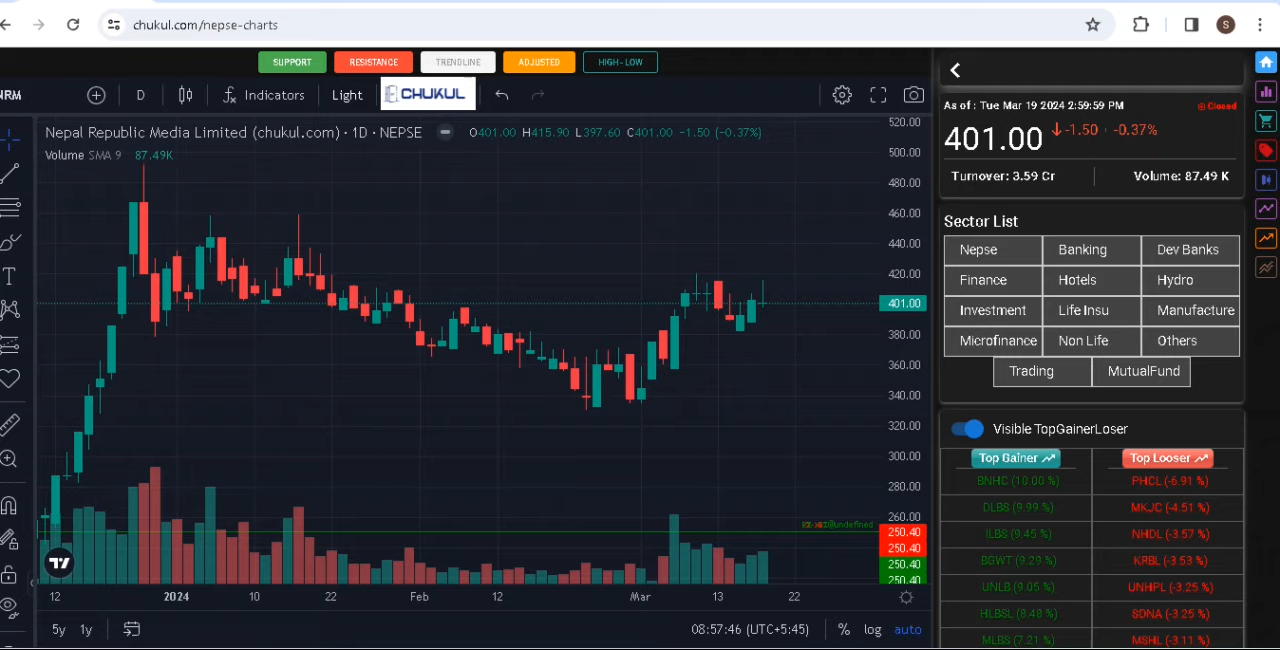 chukul.com/nepse-charts
S
SUPPORT RESISTANCE TRENDLINE ADJUSTED HIGH-LOW
NRM D Indicators Light CHUKUL
Nepal Republic Media Limited (chukul.com) · 1D · NEPSE O401.00 H415.90 L397.60 C401.00 -1.50 (-0.37%)
Volume SMA 9 87.49K
520.00
500.00
480.00
460.00
440.00
420.00
401.00
380.00
360.00
340.00
320.00
300.00
280.00
260.00
250.40
250.40
250.40
250.40
12 2024 10 22 Feb 12 Mar 13 22
5y 1y 08:57:46 (UTC+5:45) % log auto
As of : Tue Mar 19 2024 2:59:59 PM Closed
401.00 -1.50 -0.37%
Turnover: 3.59 Cr Volume: 87.49 K
Sector List
Nepse Banking Dev Banks
Finance Hotels Hydro
Investment Life Insu Manufacture
Microfinance Non Life Others
Trading MutualFund
Visible TopGainerLoser
Top Gainer Top Looser
BNHC (10.00 %) PHCL (-6.91 %)
DLBS (9.99 %) MKJC (-4.51 %)
ILBS (9.45 %) NHDL (-3.57 %)
BGWT (9.29 %) KRBL (-3.53 %)
UNLB (9.05 %) UNHPL (-3.25 %)
HLBSL (8.48 %) SDNA (-3.25 %)
MLBS (7.21 %) MSHL (-3.11 %)